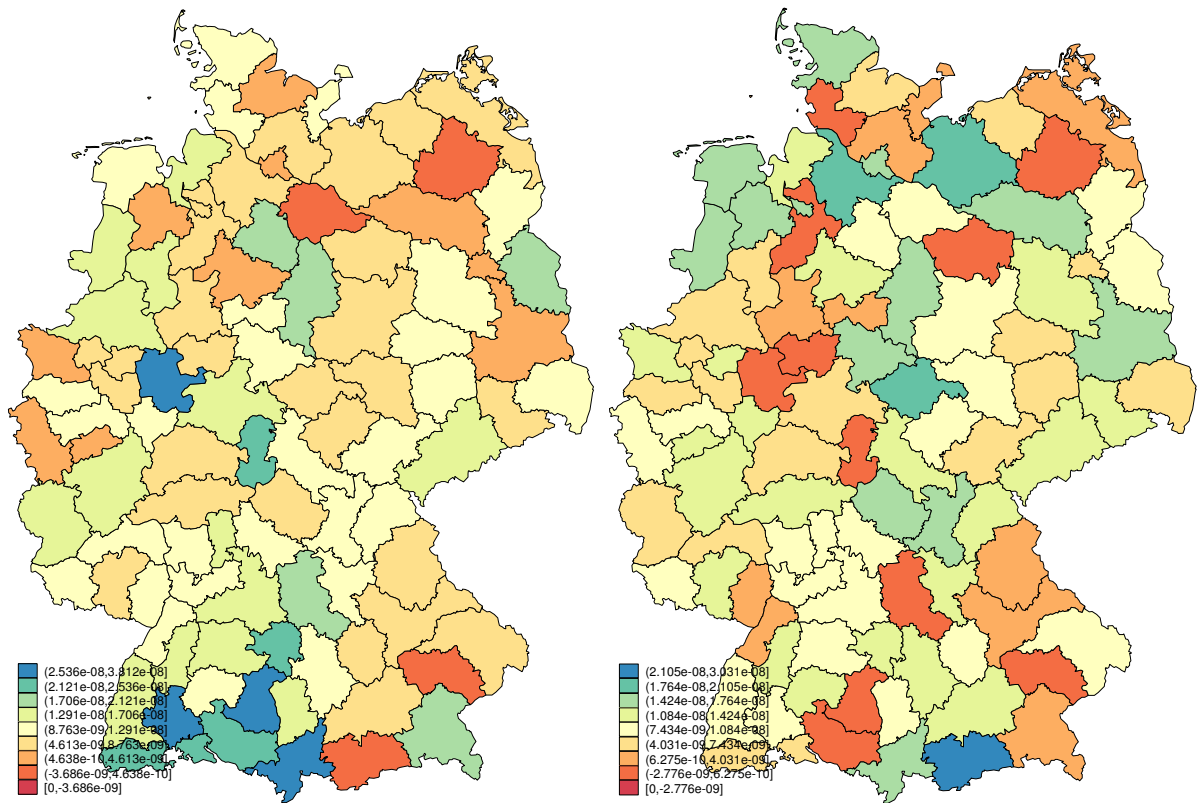 (2.536e-08,3.812e-08]
(2.121e-08,2.536e-08]
(1.706e-08,2.121e-08]
(1.291e-08,1.706e-08]
(8.763e-09,1.291e-08]
(4.613e-09,8.763e-09]
(4.638e-10,4.613e-09]
(-3.686e-09,4.638e-10]
[0,-3.686e-09]
(2.105e-08,3.031e-08]
(1.764e-08,2.105e-08]
(1.424e-08,1.764e-08]
(1.084e-08,1.424e-08]
(7.434e-09,1.084e-08]
(4.031e-09,7.434e-09]
(6.275e-10,4.031e-09]
(-2.776e-09,6.275e-10]
[0,-2.776e-09]